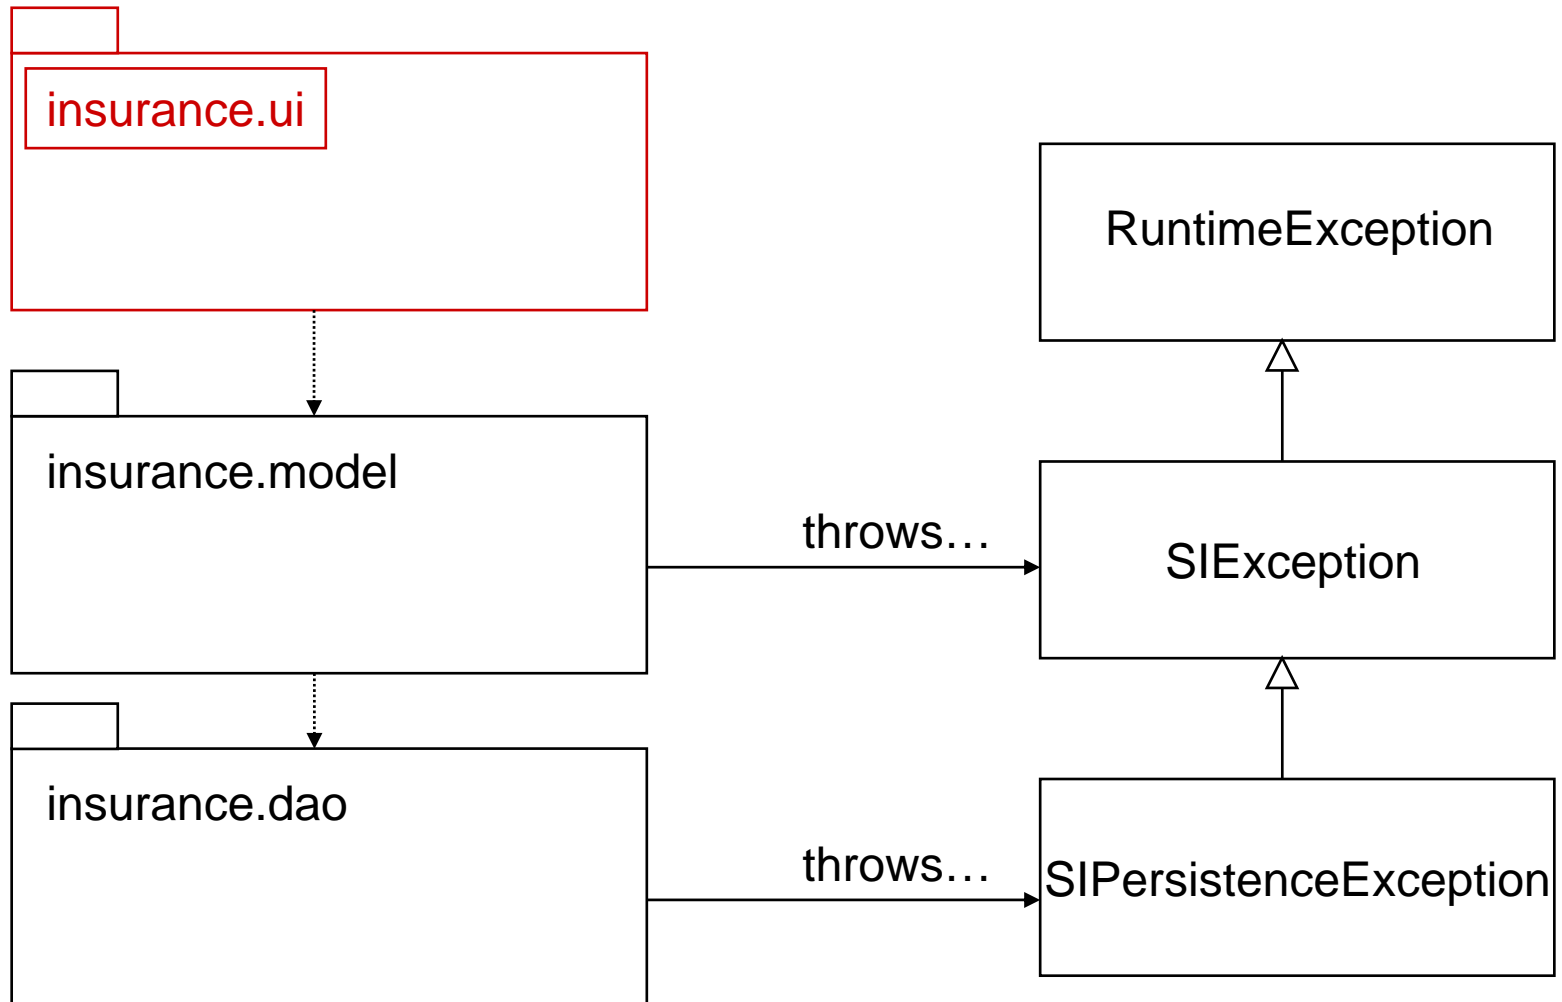 insurance.ui
RuntimeException
insurance.model
throws…
SIException
insurance.dao
throws…
SIPersistenceException